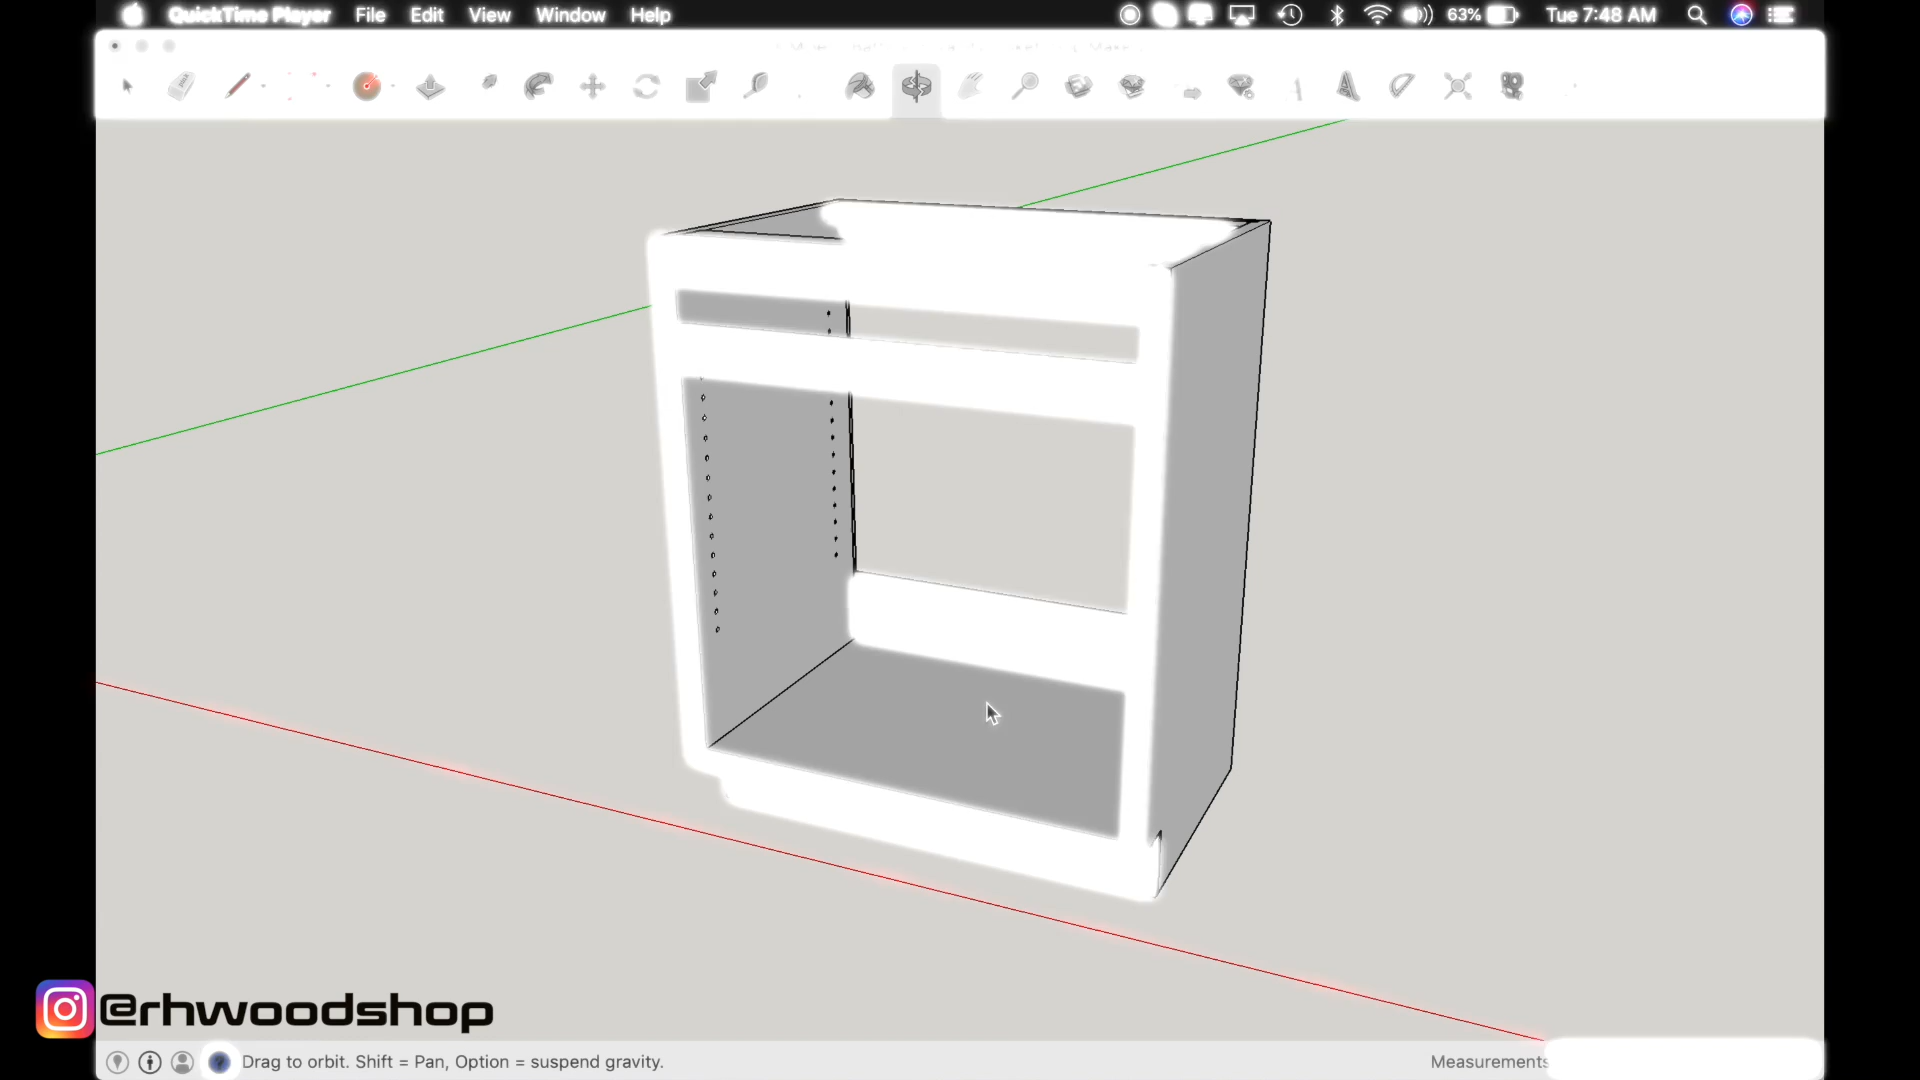 QuickTime Player File Edit View Window Help 63% Tue 7:48 AM
@rhwoodshop
Drag to orbit. Shift = Pan, Option = suspend gravity. Measurements